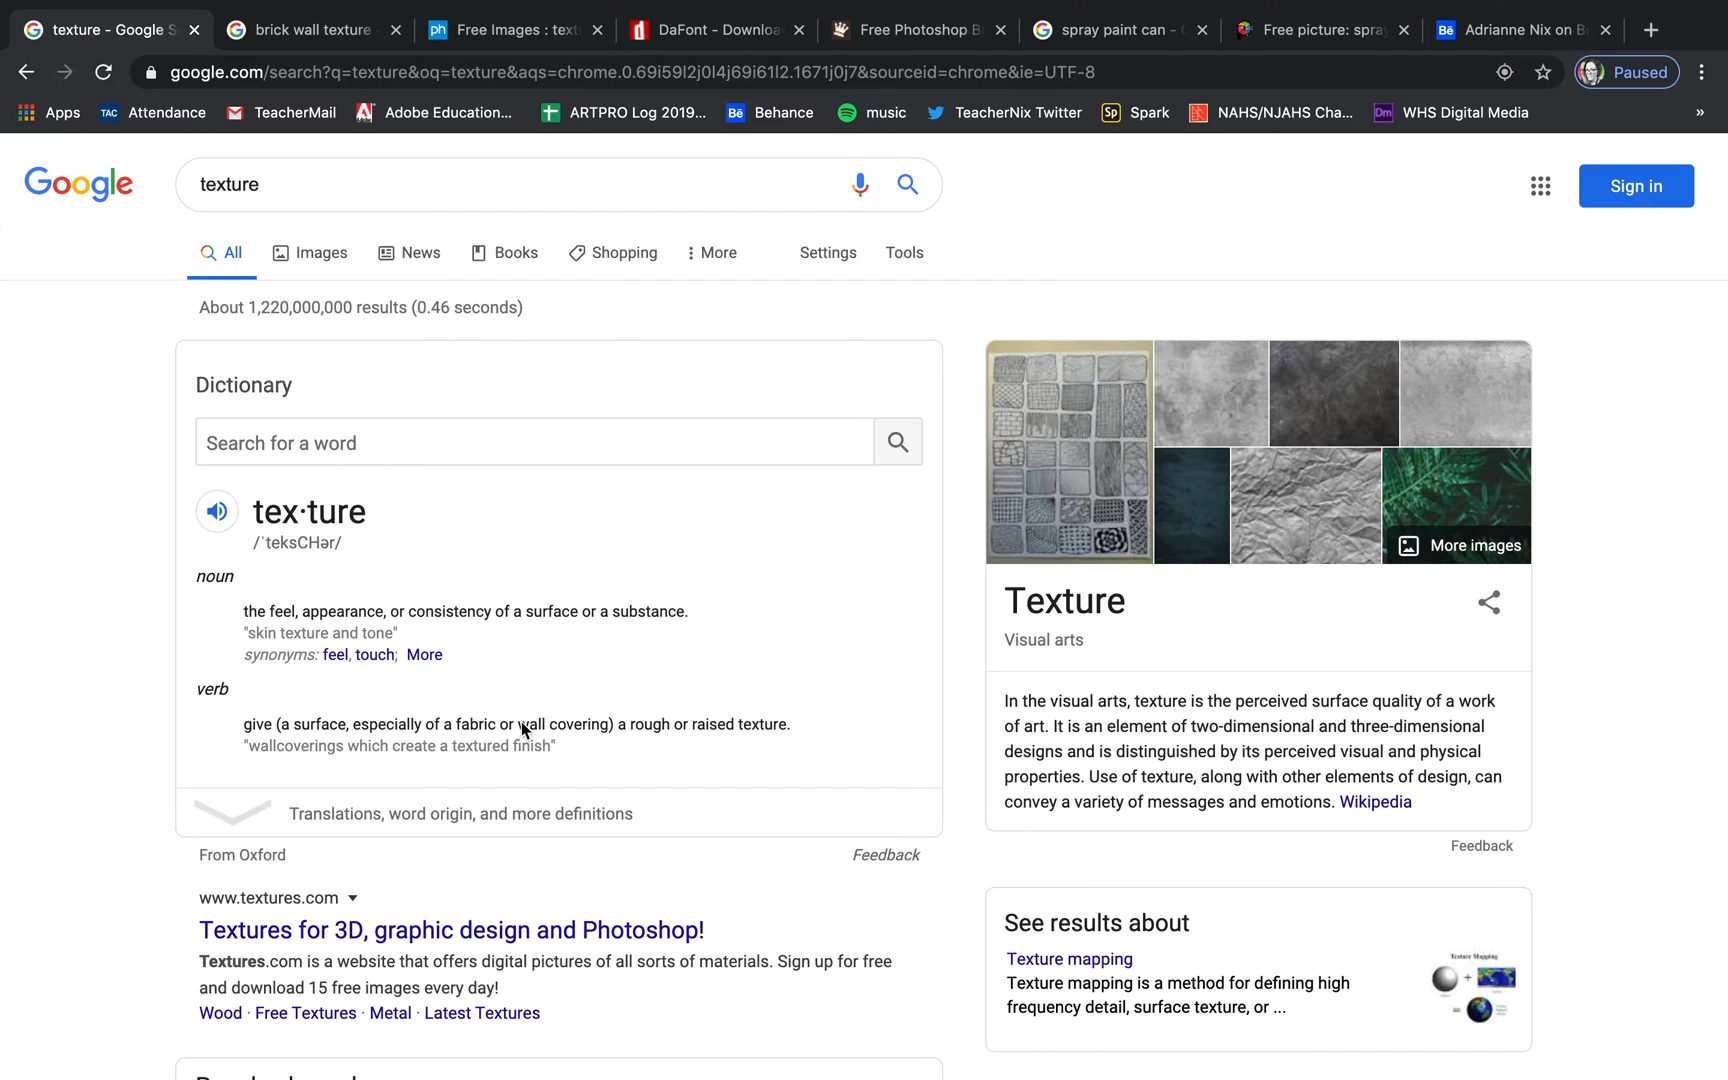 texture - Google S
brick wall texture
Free Images : text
DaFont - Downloa
Free Photoshop B
spray paint can -
Free picture: spra
Adrianne Nix on B
google.com/search?q=texture&oq=texture&aqs=chrome.0.69i59l2j0l4j69i61l2.1671j0j7&sourceid=chrome&ie=UTF-8
Paused
Apps
TAC Attendance
TeacherMail
Adobe Education...
ARTPRO Log 2019...
Bē Behance
music
TeacherNix Twitter
Sp Spark
NAHS/NJAHS Cha...
Dm WHS Digital Media
»
Google
texture
Sign in
All
Images
News
Books
Shopping
More
Settings
Tools
About 1,220,000,000 results (0.46 seconds)
Dictionary
Search for a word
tex·ture
/ˈteksCHər/
noun
the feel, appearance, or consistency of a surface or a substance.
"skin texture and tone"
synonyms: feel, touch; More
verb
give (a surface, especially of a fabric or wall covering) a rough or raised texture.
"wallcoverings which create a textured finish"
Translations, word origin, and more definitions
From Oxford
Feedback
www.textures.com
Textures for 3D, graphic design and Photoshop!
Textures.com is a website that offers digital pictures of all sorts of materials. Sign up for free
and download 15 free images every day!
Wood · Free Textures · Metal · Latest Textures
More images
Texture
Visual arts
In the visual arts, texture is the perceived surface quality of a work
of art. It is an element of two-dimensional and three-dimensional
designs and is distinguished by its perceived visual and physical
properties. Use of texture, along with other elements of design, can
convey a variety of messages and emotions. Wikipedia
Feedback
See results about
Texture mapping
Texture mapping is a method for defining high
frequency detail, surface texture, or ...
Texture Mapping